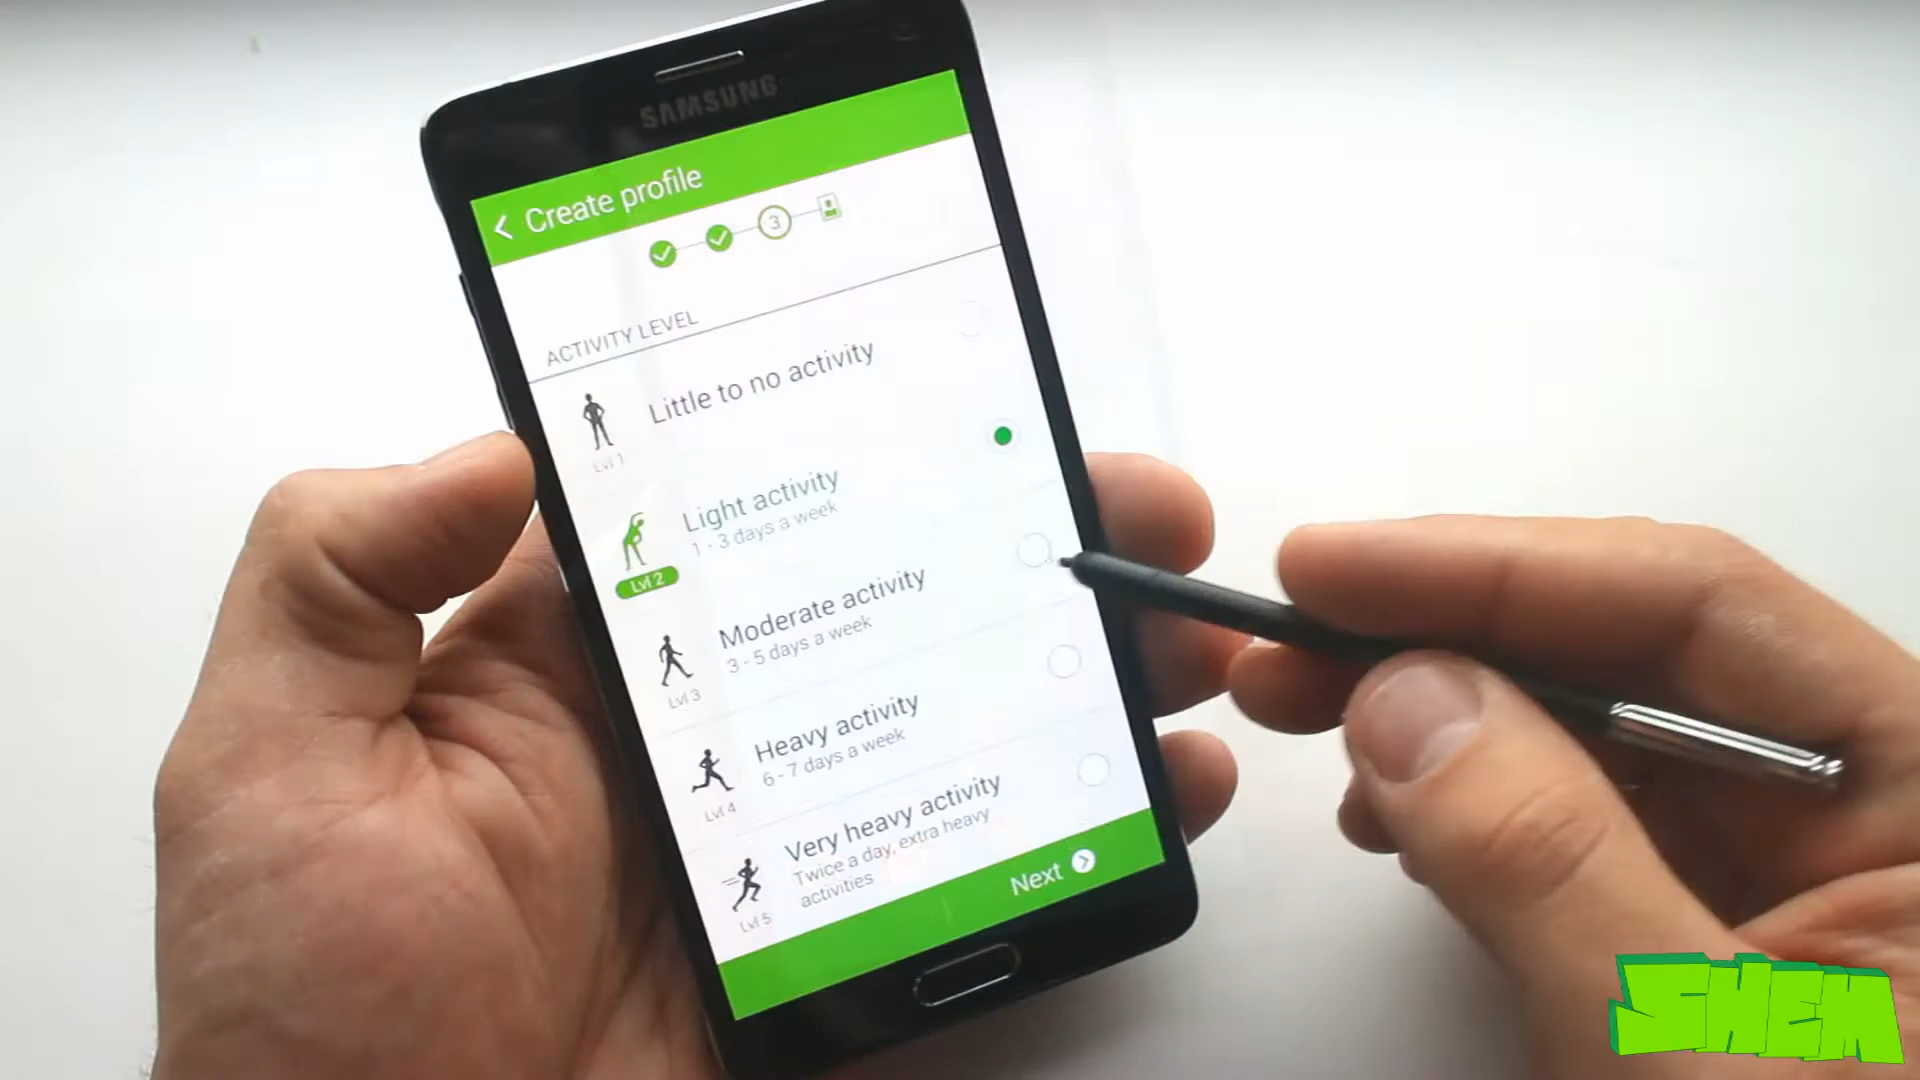 SAMSUNG
Create profile
3
ACTIVITY LEVEL
Little to no activity
Lvl 1
Light activity
1 - 3 days a week
Lvl 2
Moderate activity
3 - 5 days a week
Lvl 3
Heavy activity
6 - 7 days a week
Lvl 4
Very heavy activity
Twice a day, extra heavy
activities
Lvl 5
Next
SHEM